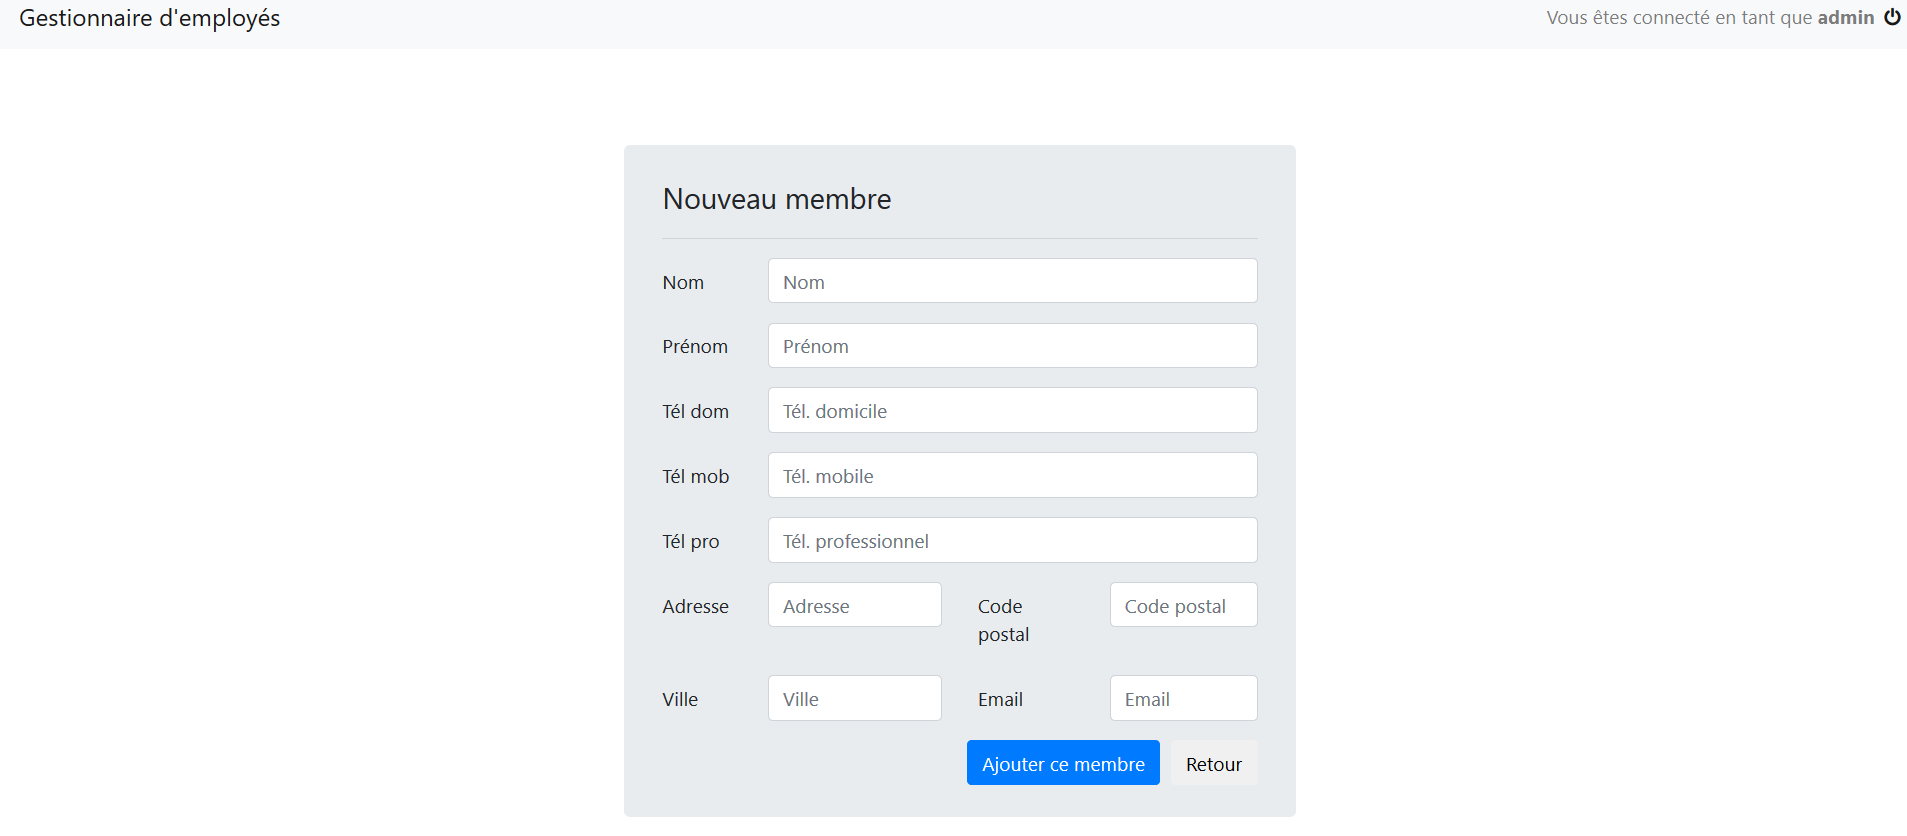 Gestionnaire d'employés
Vous êtes connecté en tant que admin
Nouveau membre
Nom
Nom
Prénom
Prénom
Tél dom
Tél. domicile
Tél mob
Tél. mobile
Tél pro
Tél. professionnel
Adresse
Adresse
Code
postal
Code postal
Ville
Ville
Email
Email
Ajouter ce membre
Retour